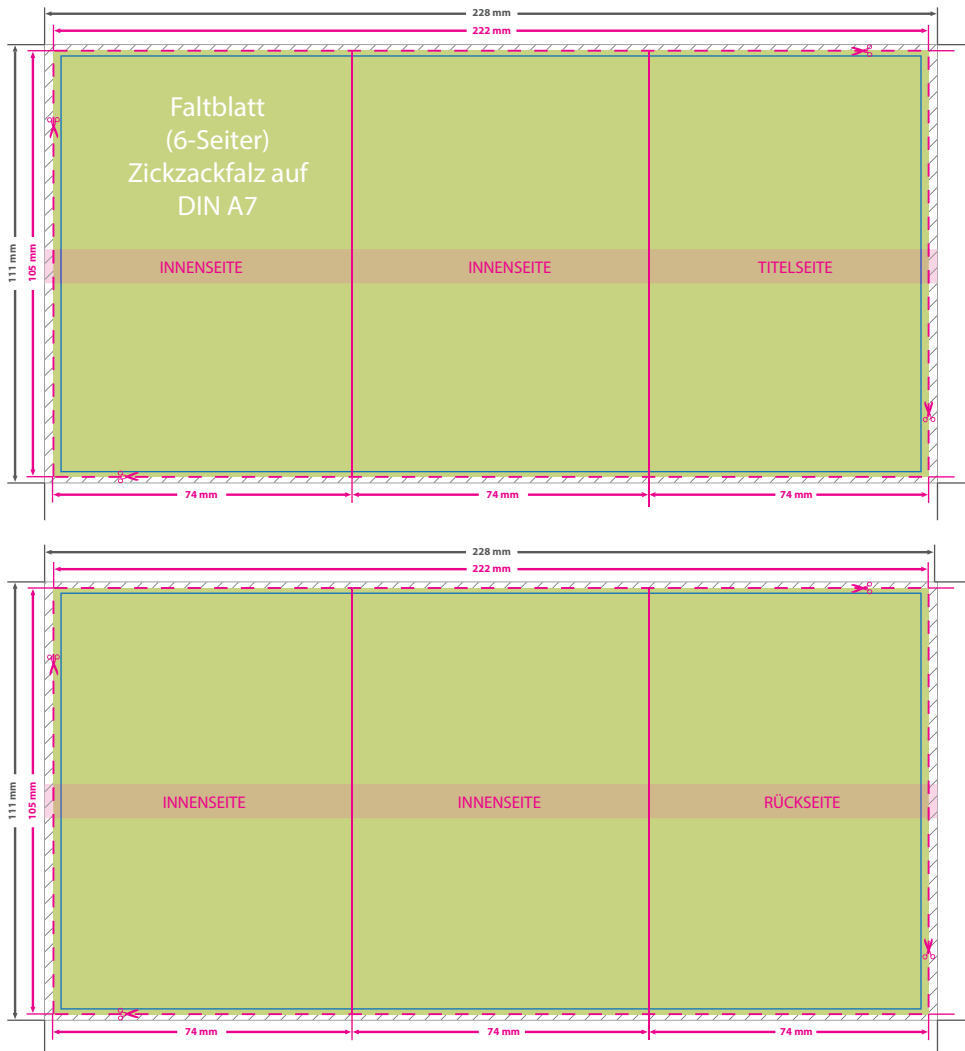 228 mm
222 mm
Faltblatt
(6-Seiter)
Zickzackfalz auf
DIN A7
111 mm
105 mm
INNENSEITE INNENSEITE TITELSEITE
74 mm 74 mm 74 mm
228 mm
222 mm
111 mm
105 mm
INNENSEITE INNENSEITE RÜCKSEITE
74 mm 74 mm 74 mm